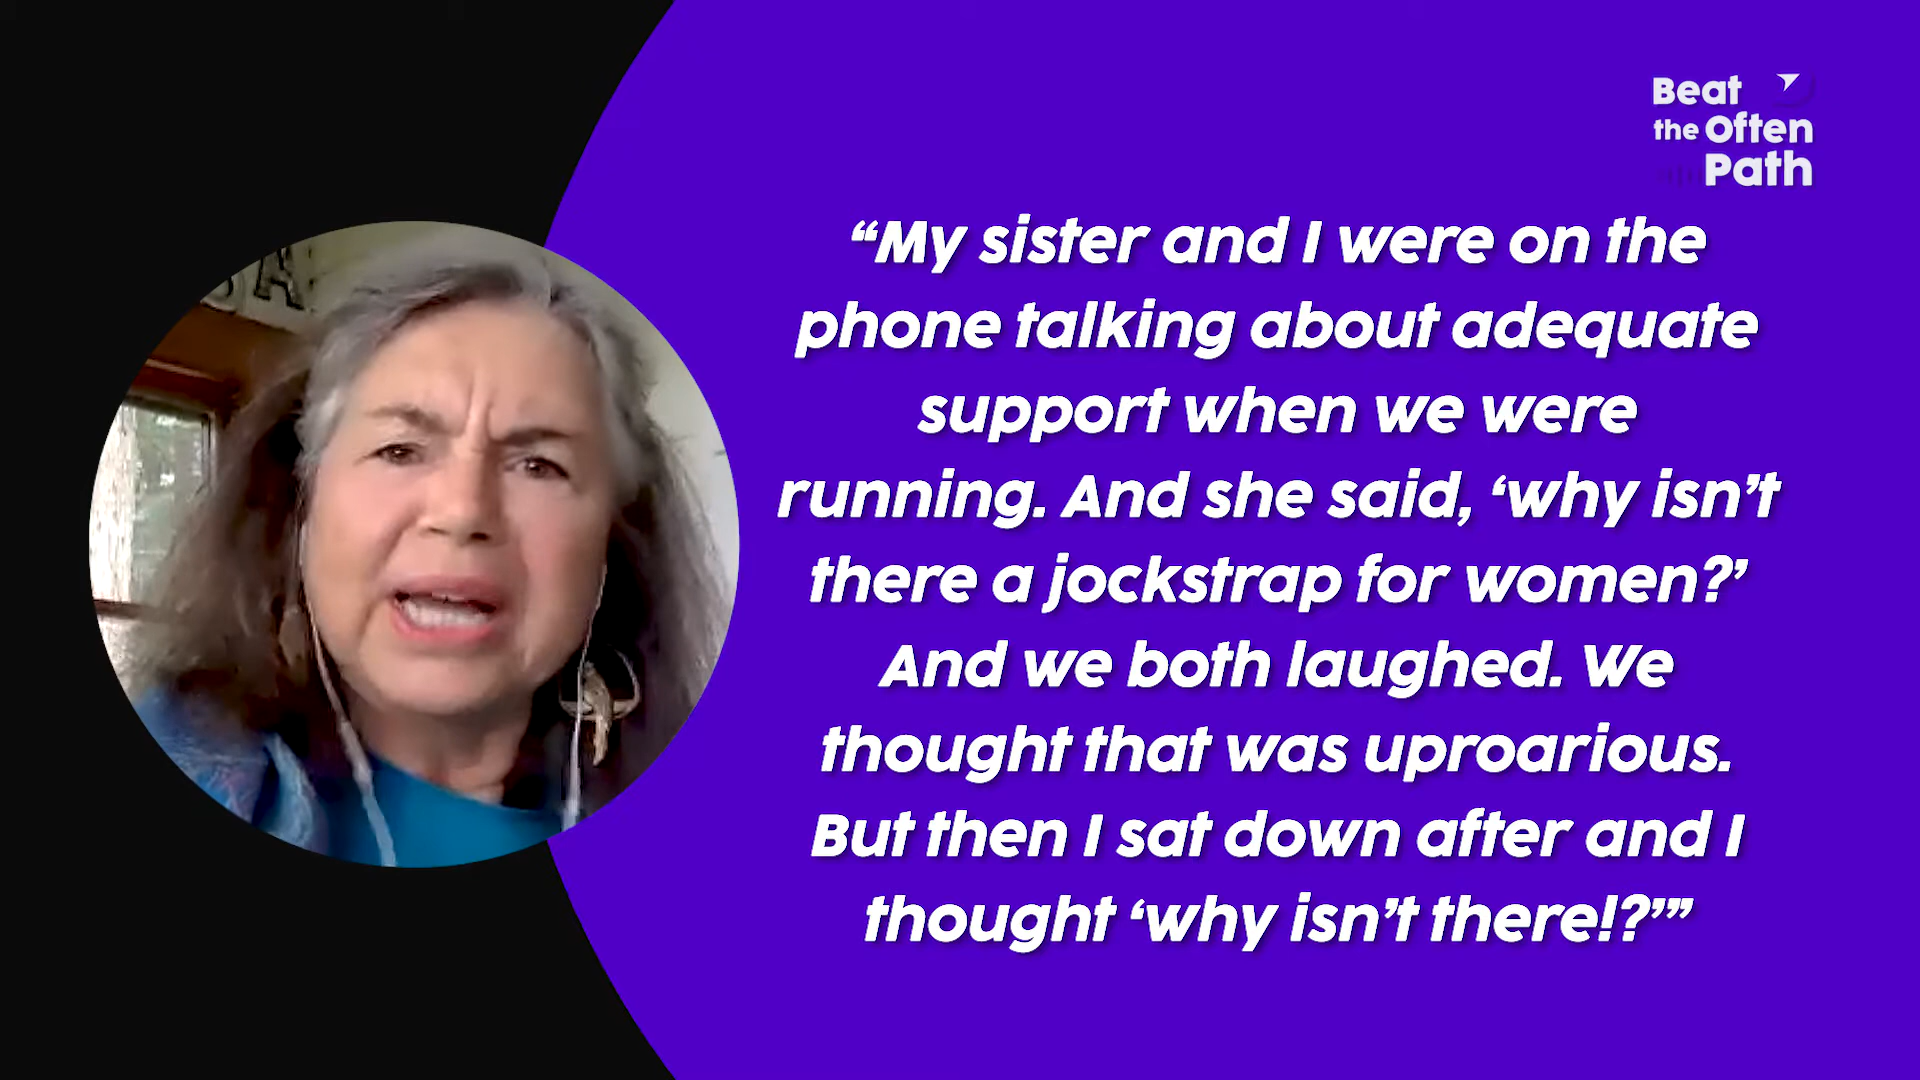 Beat
the Often
Path
“My sister and I were on the
phone talking about adequate
support when we were
running. And she said, ‘why isn’t
there a jockstrap for women?’
And we both laughed. We
thought that was uproarious.
But then I sat down after and I
thought ‘why isn’t there!?’”